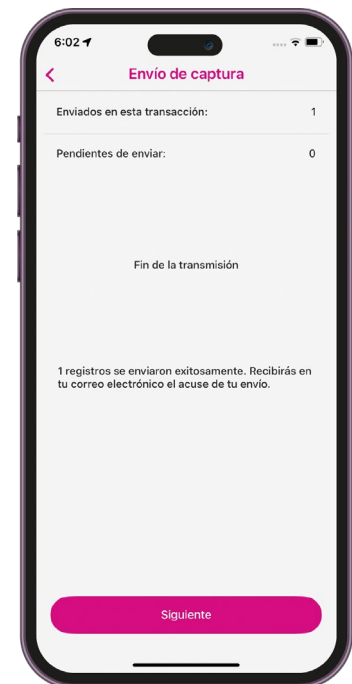 6:02
Envío de captura
Enviados en esta transacción: 1
Pendientes de enviar: 0
Fin de la transmisión
1 registros se enviaron exitosamente. Recibirás en
tu correo electrónico el acuse de tu envío.
Siguiente